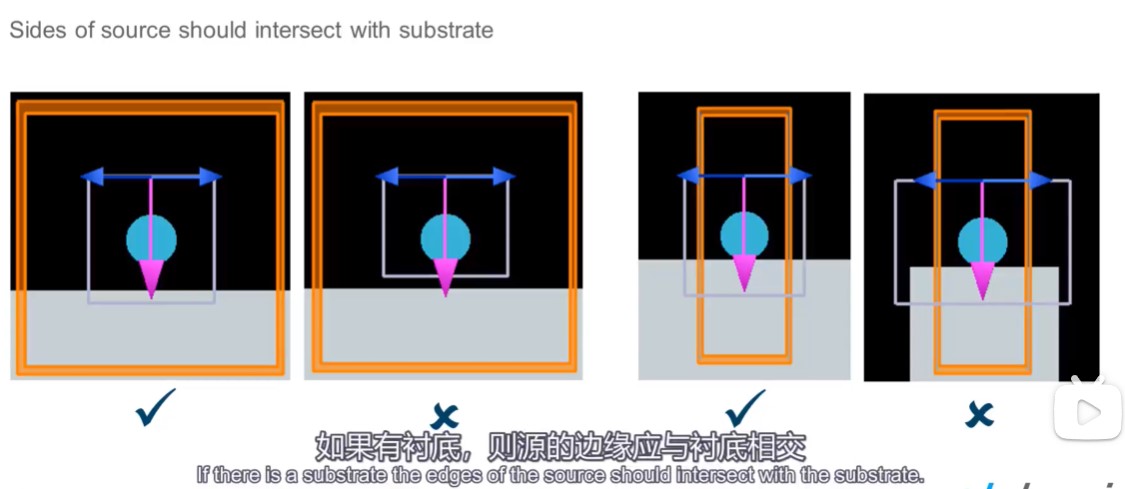 Sides of source should intersect with substrate
如果有衬底，则源的边缘应与衬底相交
If there is a substrate the edges of the source should intersect with the substrate.